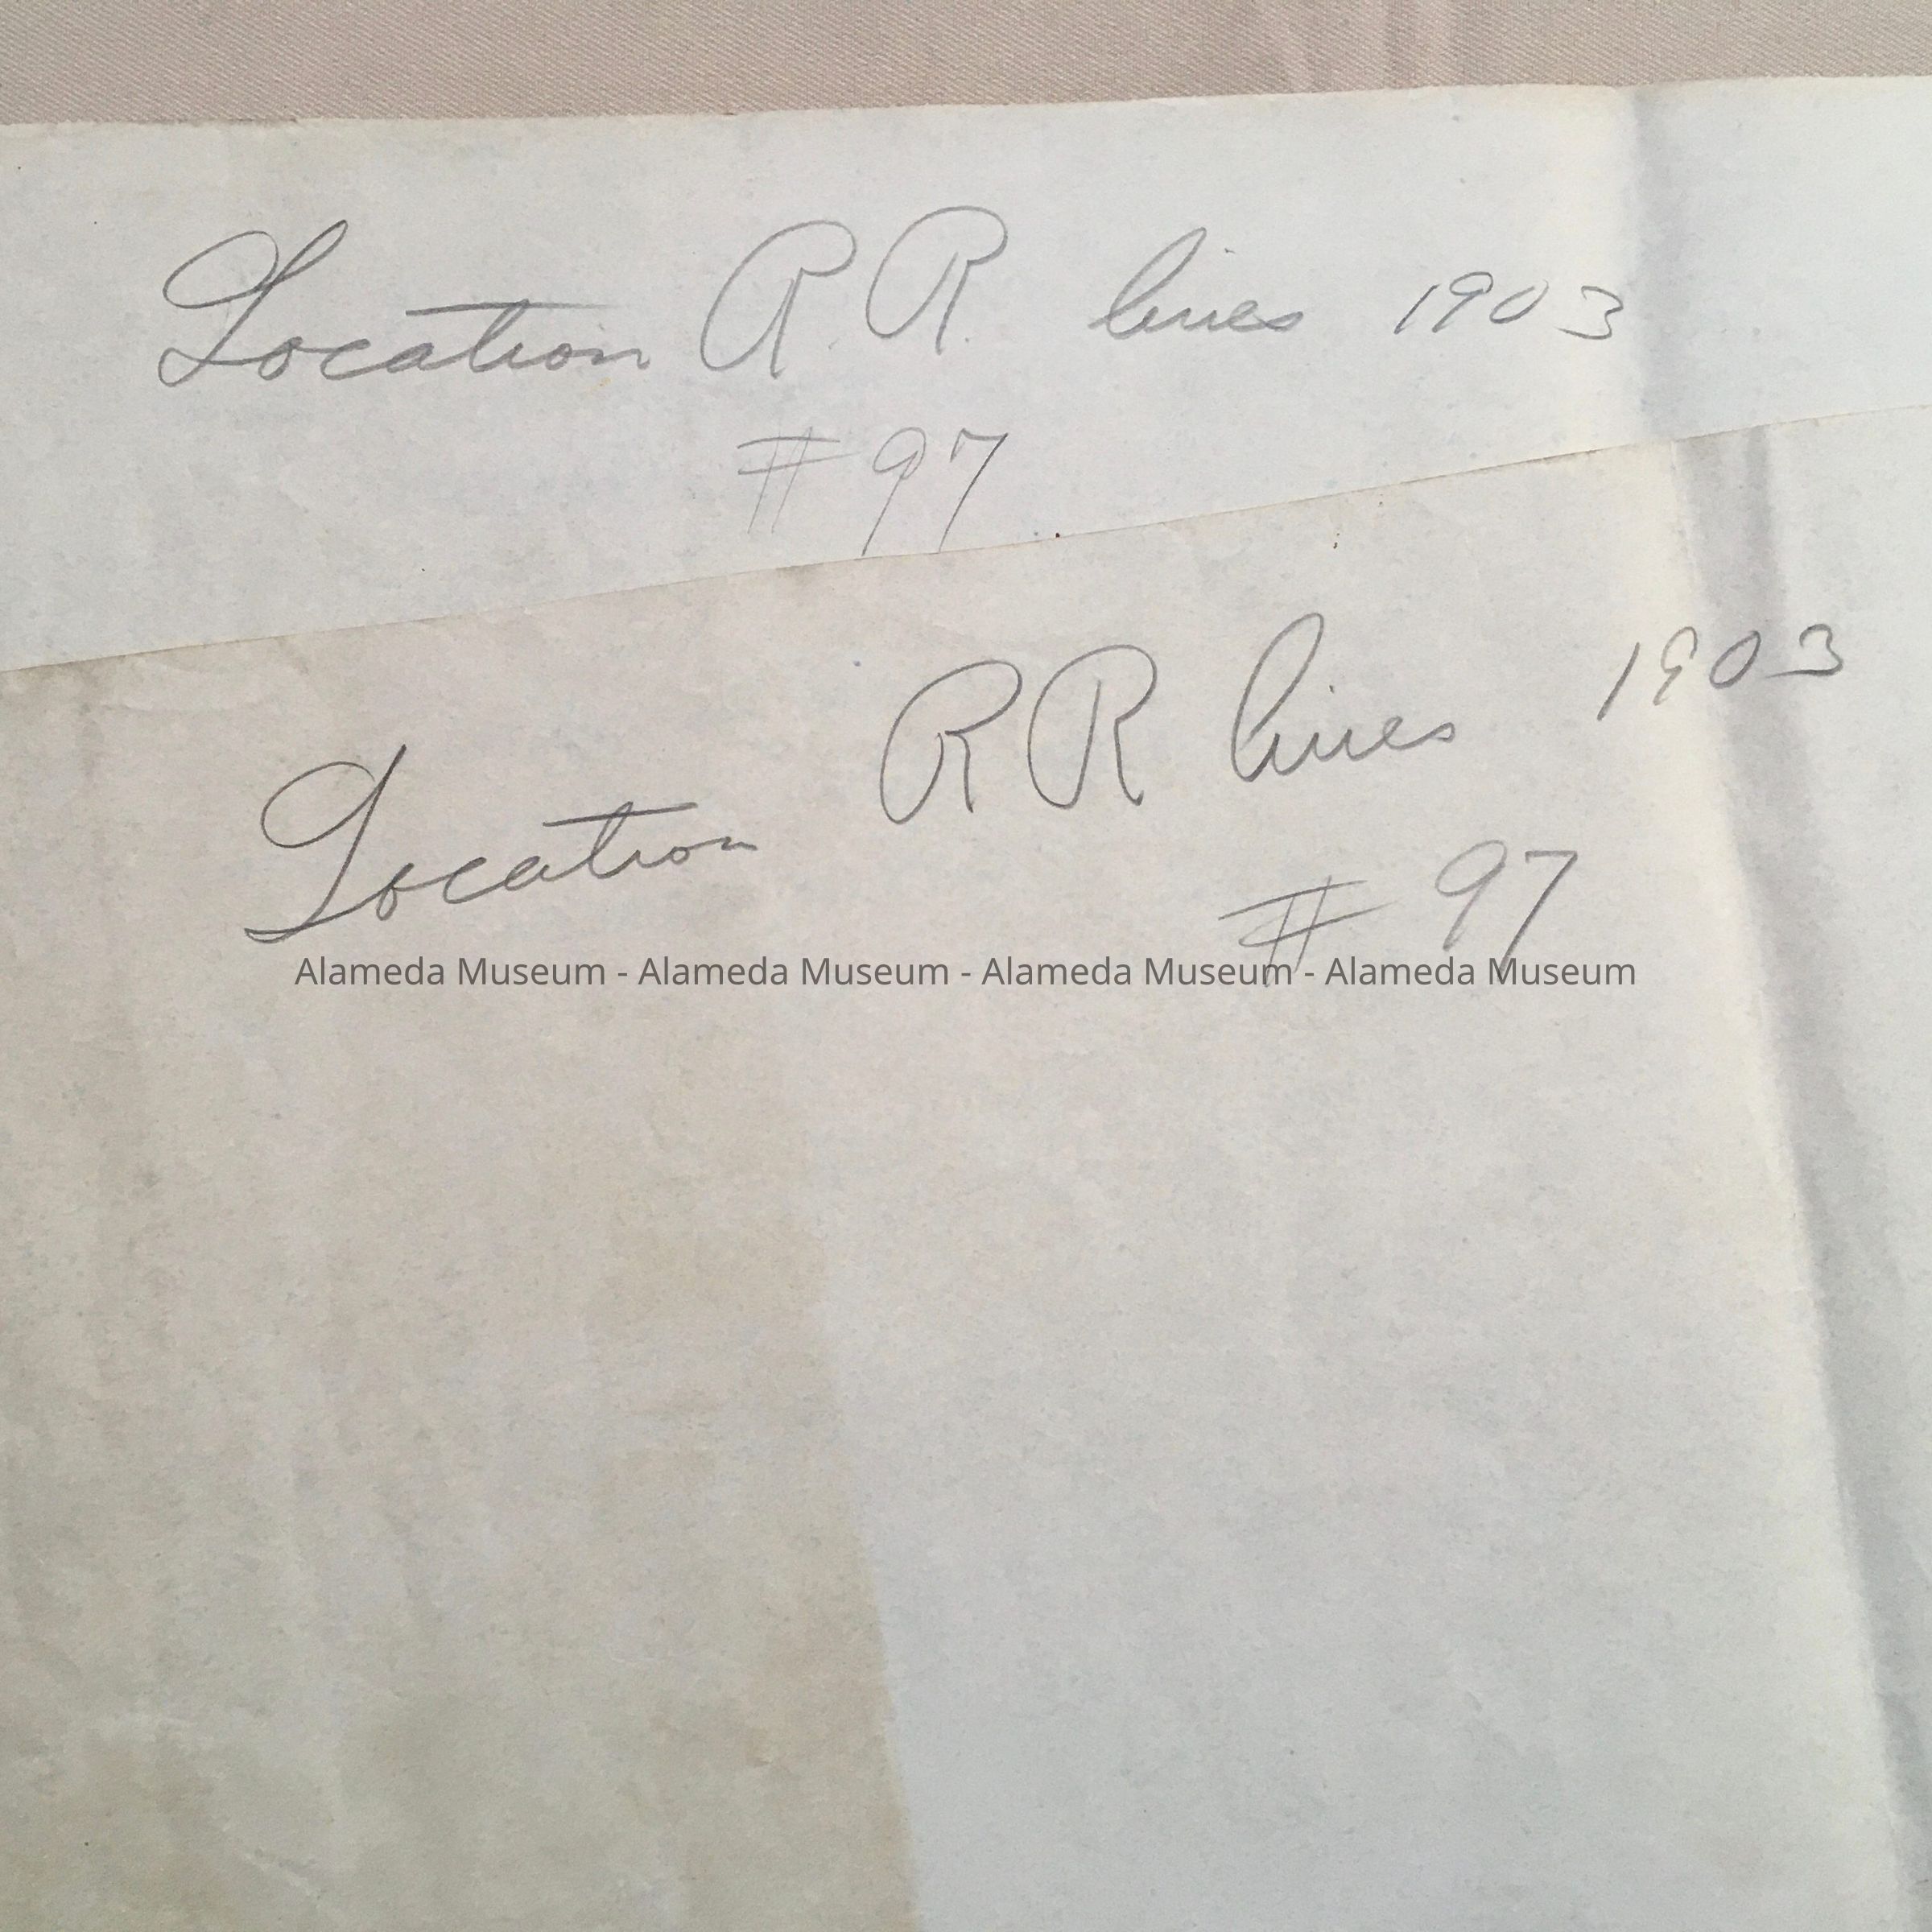 Location R.R. lines 1903
# 97
Location RR lines 1903
# 97
Alameda Museum - Alameda Museum - Alameda Museum - Alameda Museum